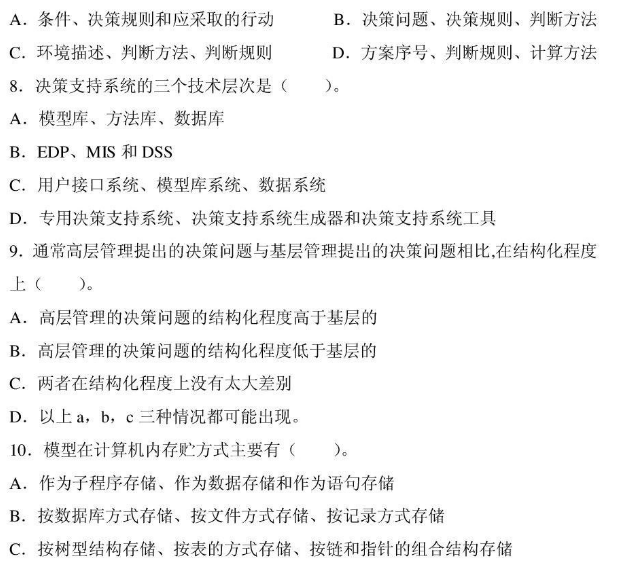 A．条件、决策规则和应采取的行动 B．决策问题、决策规则、判断方法
C．环境描述、判断方法、判断规则 D．方案序号、判断规则、计算方法
8．决策支持系统的三个技术层次是（ ）。
A．模型库、方法库、数据库
B．EDP、MIS 和 DSS
C．用户接口系统、模型库系统、数据系统
D．专用决策支持系统、决策支持系统生成器和决策支持系统工具
9．通常高层管理提出的决策问题与基层管理提出的决策问题相比,在结构化程度
上（ ）。
A．高层管理的决策问题的结构化程度高于基层的
B．高层管理的决策问题的结构化程度低于基层的
C．两者在结构化程度上没有太大差别
D．以上 a，b，c 三种情况都可能出现。
10．模型在计算机内存贮方式主要有（ ）。
A．作为子程序存储、作为数据存储和作为语句存储
B．按数据库方式存储、按文件方式存储、按记录方式存储
C．按树型结构存储、按表的方式存储、按链和指针的组合结构存储